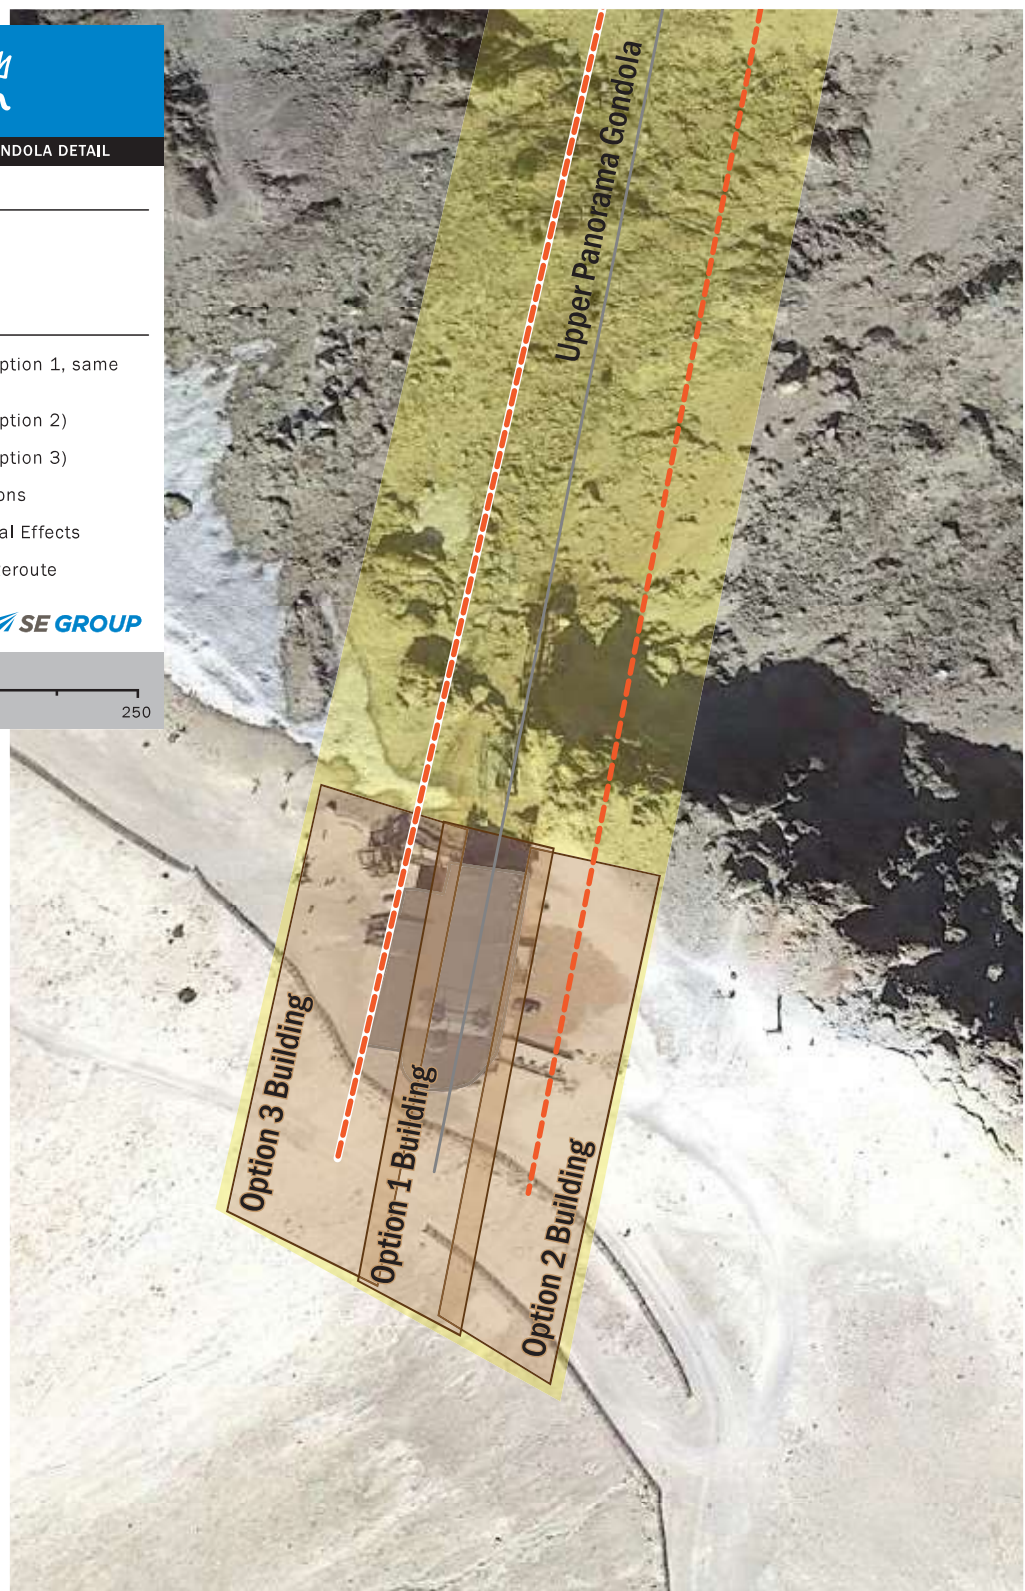 NDOLA DETAIL
ption 1, same
ption 2)
ption 3)
ons
al Effects
eroute
SE GROUP
250
Upper Panorama Gondola
Option 3 Building
Option 1 Building
Option 2 Building